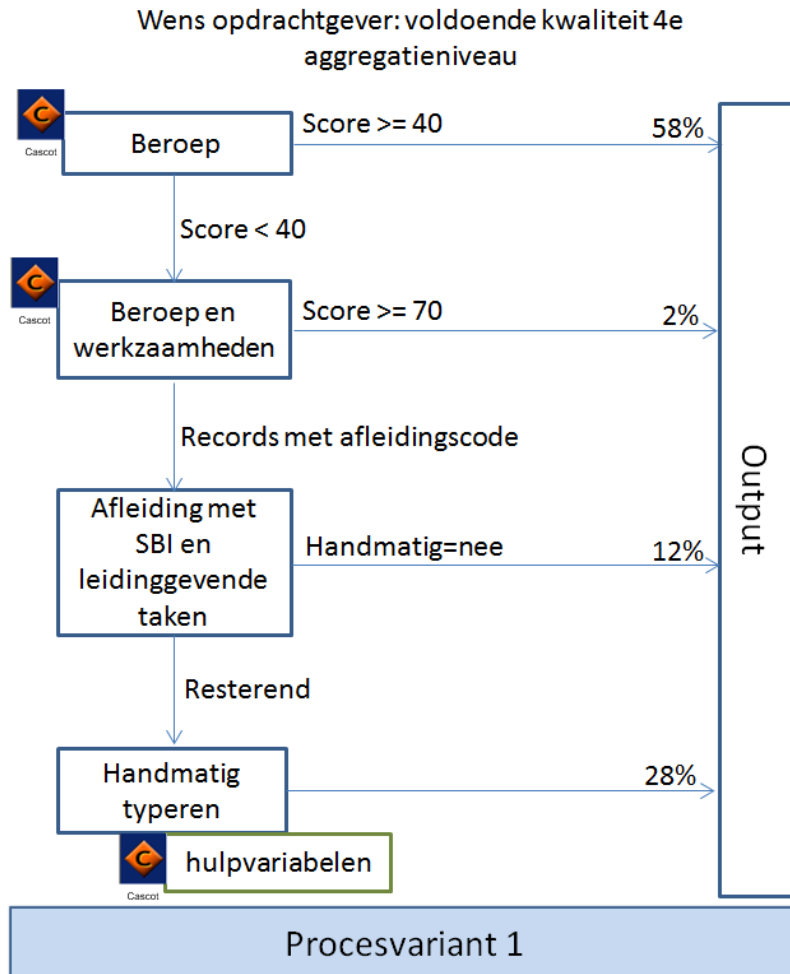 Wens opdrachtgever: voldoende kwaliteit 4e
aggregatieniveau
C
Cascot
Beroep
Score >= 40
58%
Score < 40
C
Cascot
Beroep en
werkzaamheden
Score >= 70
2%
Records met afleidingscode
Afleiding met
SBI en
leidinggevende
taken
Handmatig=nee
12%
Output
Resterend
Handmatig
typeren
28%
C
Cascot
hulpvariabelen
Procesvariant 1